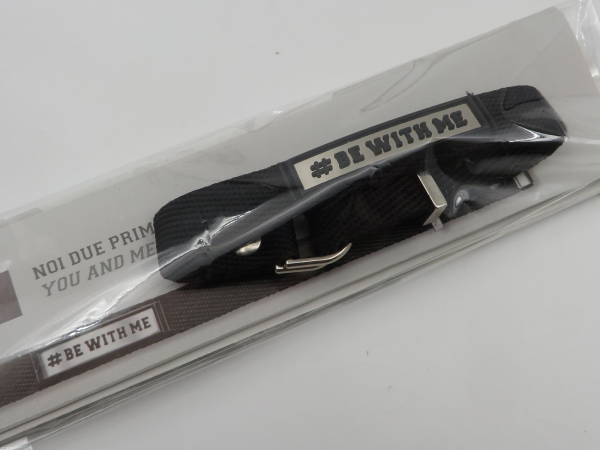 #BE WITH ME
NOI DUE PRIM
YOU AND ME
#BE WITH ME